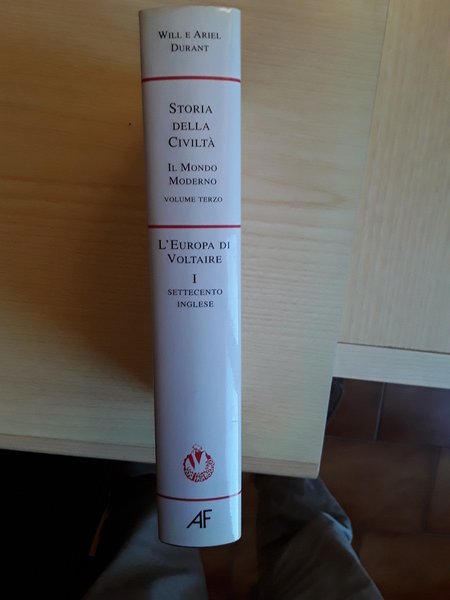 WILL E ARIEL
DURANT
STORIA
DELLA
CIVILTÀ
IL MONDO
MODERNO
VOLUME TERZO
L'EUROPA DI
VOLTAIRE
I
SETTECENTO
INGLESE
AF